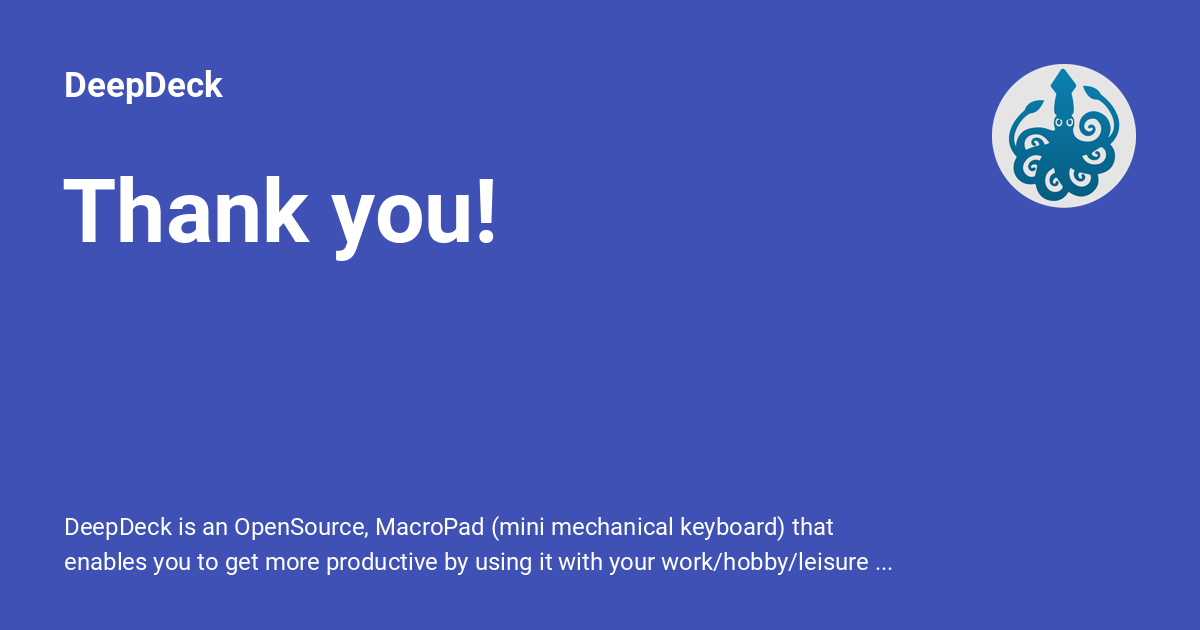 DeepDeck
Thank you!
DeepDeck is an OpenSource, MacroPad (mini mechanical keyboard) that
enables you to get more productive by using it with your work/hobby/leisure ...